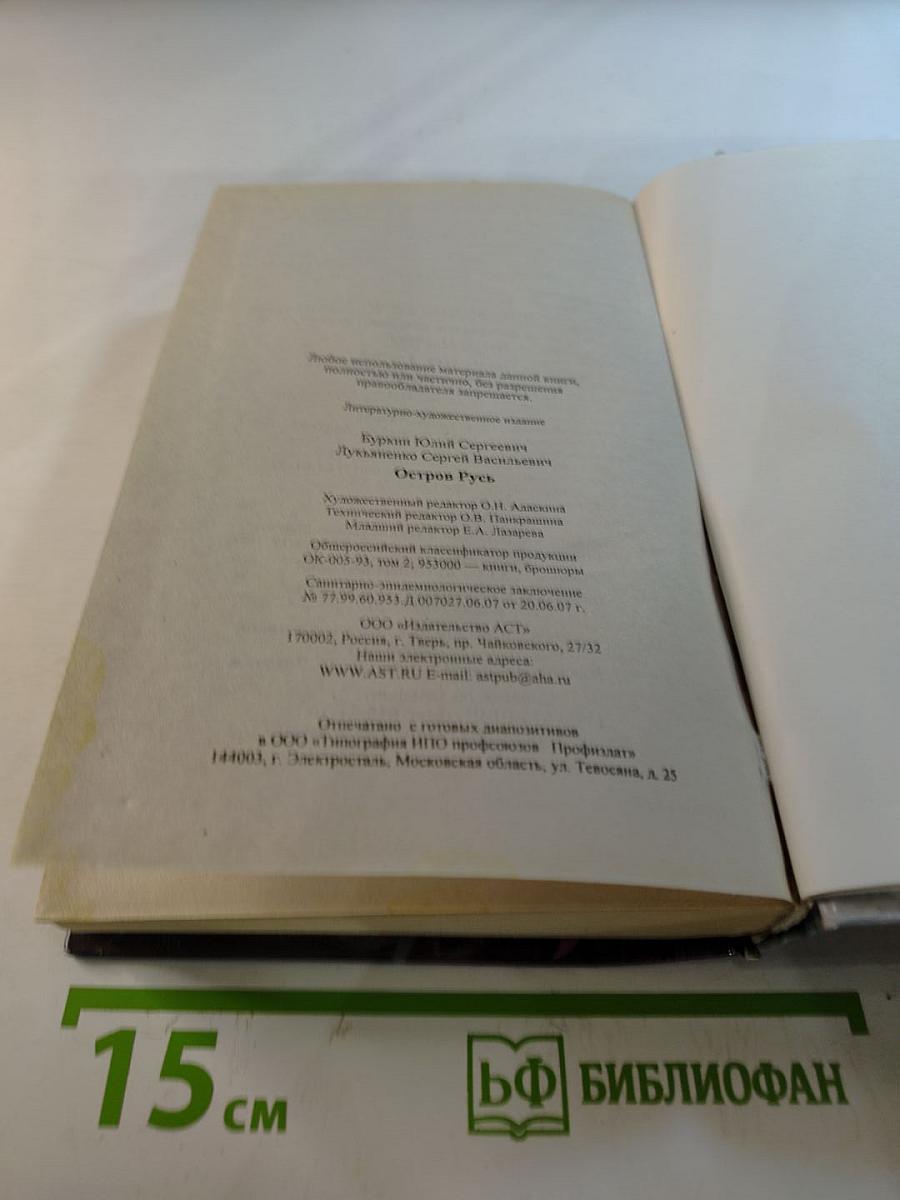 Любое использование материала данной книги,
полностью или частично, без разрешения
правообладателя запрещается.
Литературно-художественное издание
Буркин Юлий Сергеевич
Лукьяненко Сергей Васильевич
Остров Русь
Художественный редактор О.Н. Адаскина
Технический редактор О.В. Панкрашина
Младший редактор Е.А. Лазарева
Общероссийский классификатор продукции
ОК-005-93, том 2; 953000 — книги, брошюры
Санитарно-эпидемиологическое заключение
№ 77.99.60.953.Д.007027.06.07 от 20.06.07 г.
ООО «Издательство АСТ»
170002, Россия, г. Тверь, пр. Чайковского, 27/32
Наши электронные адреса:
WWW.AST.RU E-mail: astpub@aha.ru
Отпечатано с готовых диапозитивов
в ООО «Типография ИПО профсоюзов Профиздат»
144003, г. Электросталь, Московская область, ул. Тевосяна, д. 25
15 см
ЬФ БИБЛИОФАН